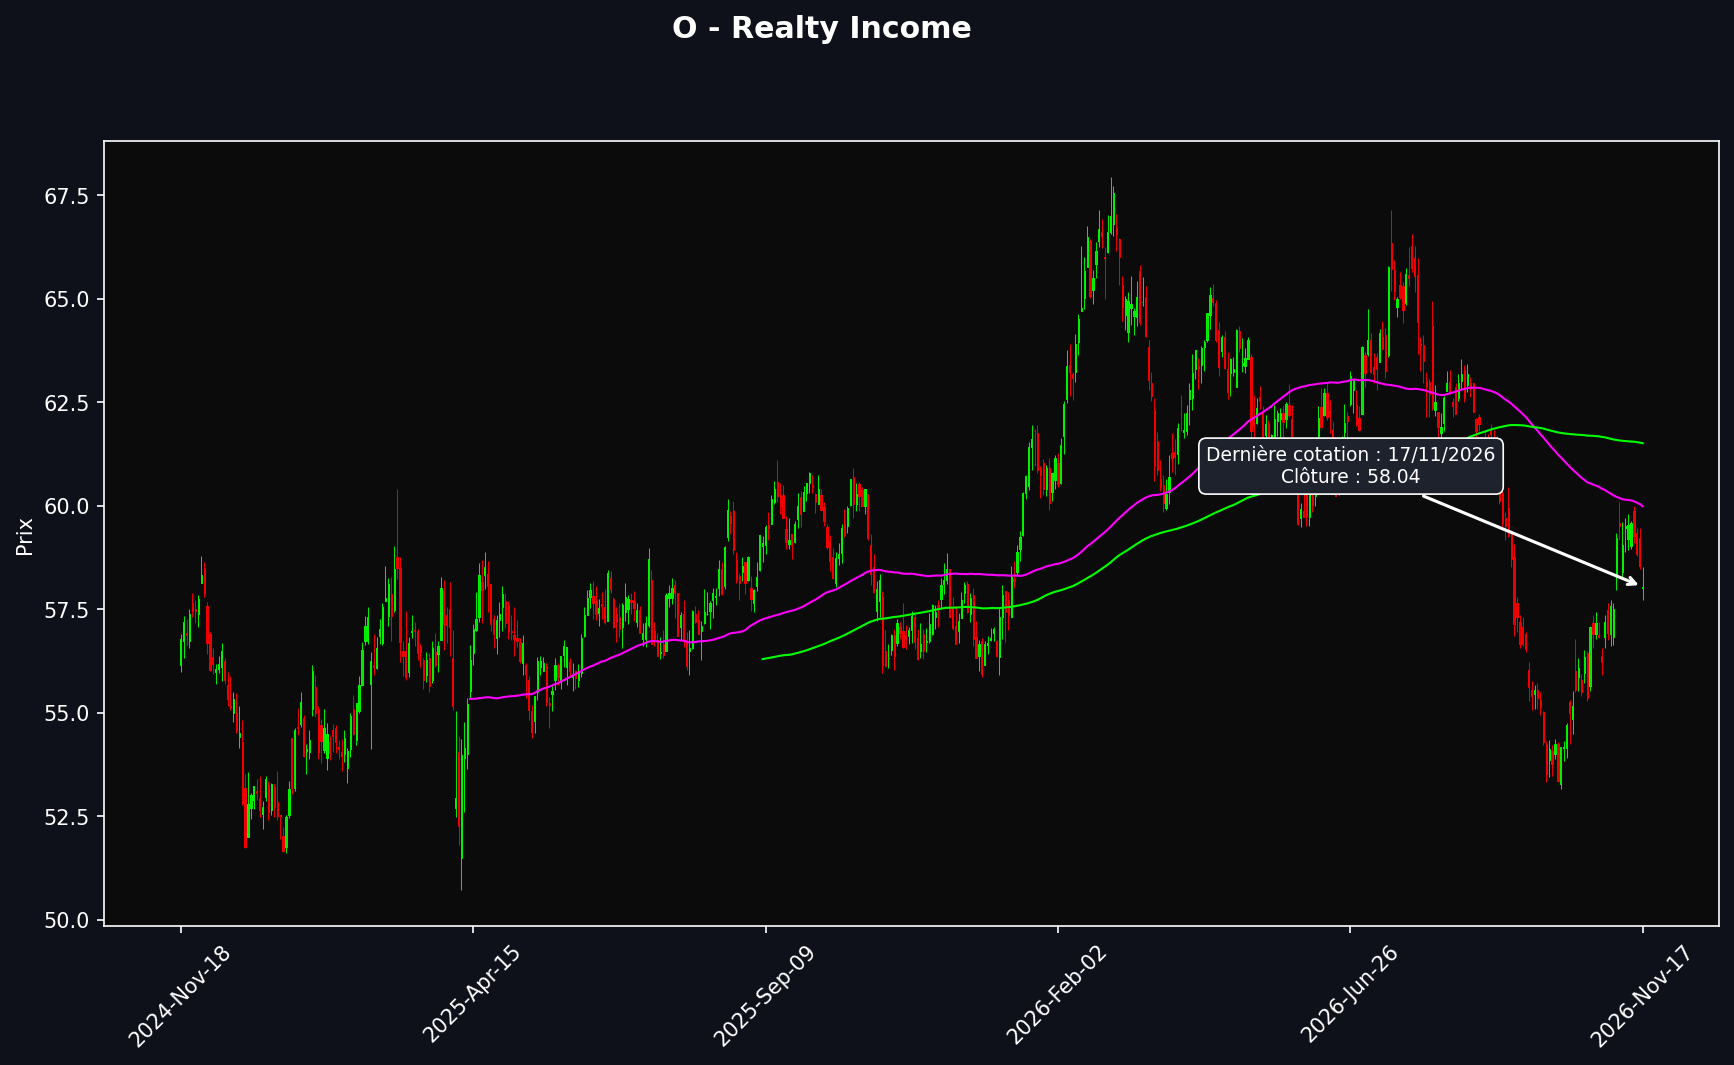 O - Realty Income
Prix
67.5
65.0
62.5
60.0
57.5
55.0
52.5
50.0
Dernière cotation : 17/11/2026
Clôture : 58.04
2024-Nov-18
2025-Apr-15
2025-Sep-09
2026-Feb-02
2026-Jun-26
2026-Nov-17